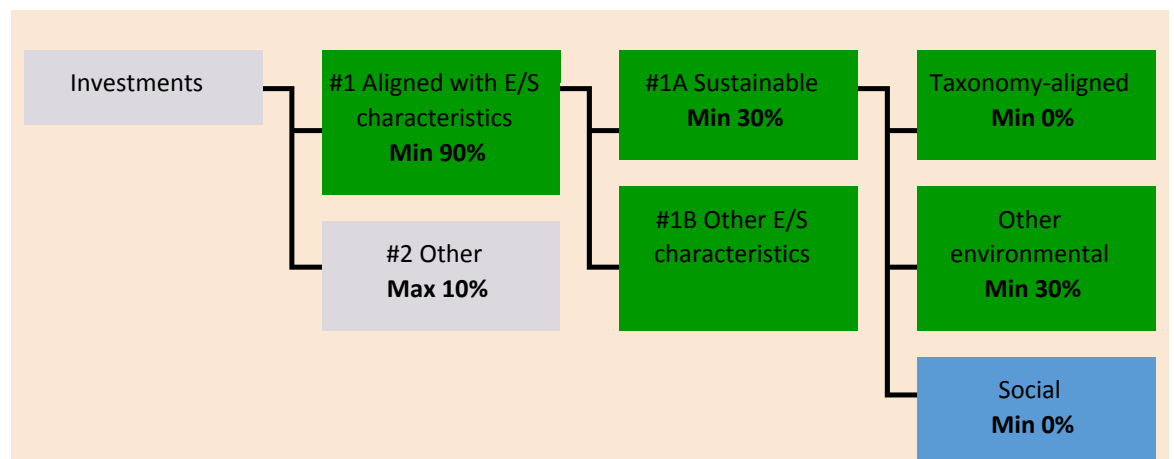 Investments
#1 Aligned with E/S
characteristics
Min 90%
#2 Other
Max 10%
#1A Sustainable
Min 30%
#1B Other E/S
characteristics
Taxonomy-aligned
Min 0%
Other
environmental
Min 30%
Social
Min 0%